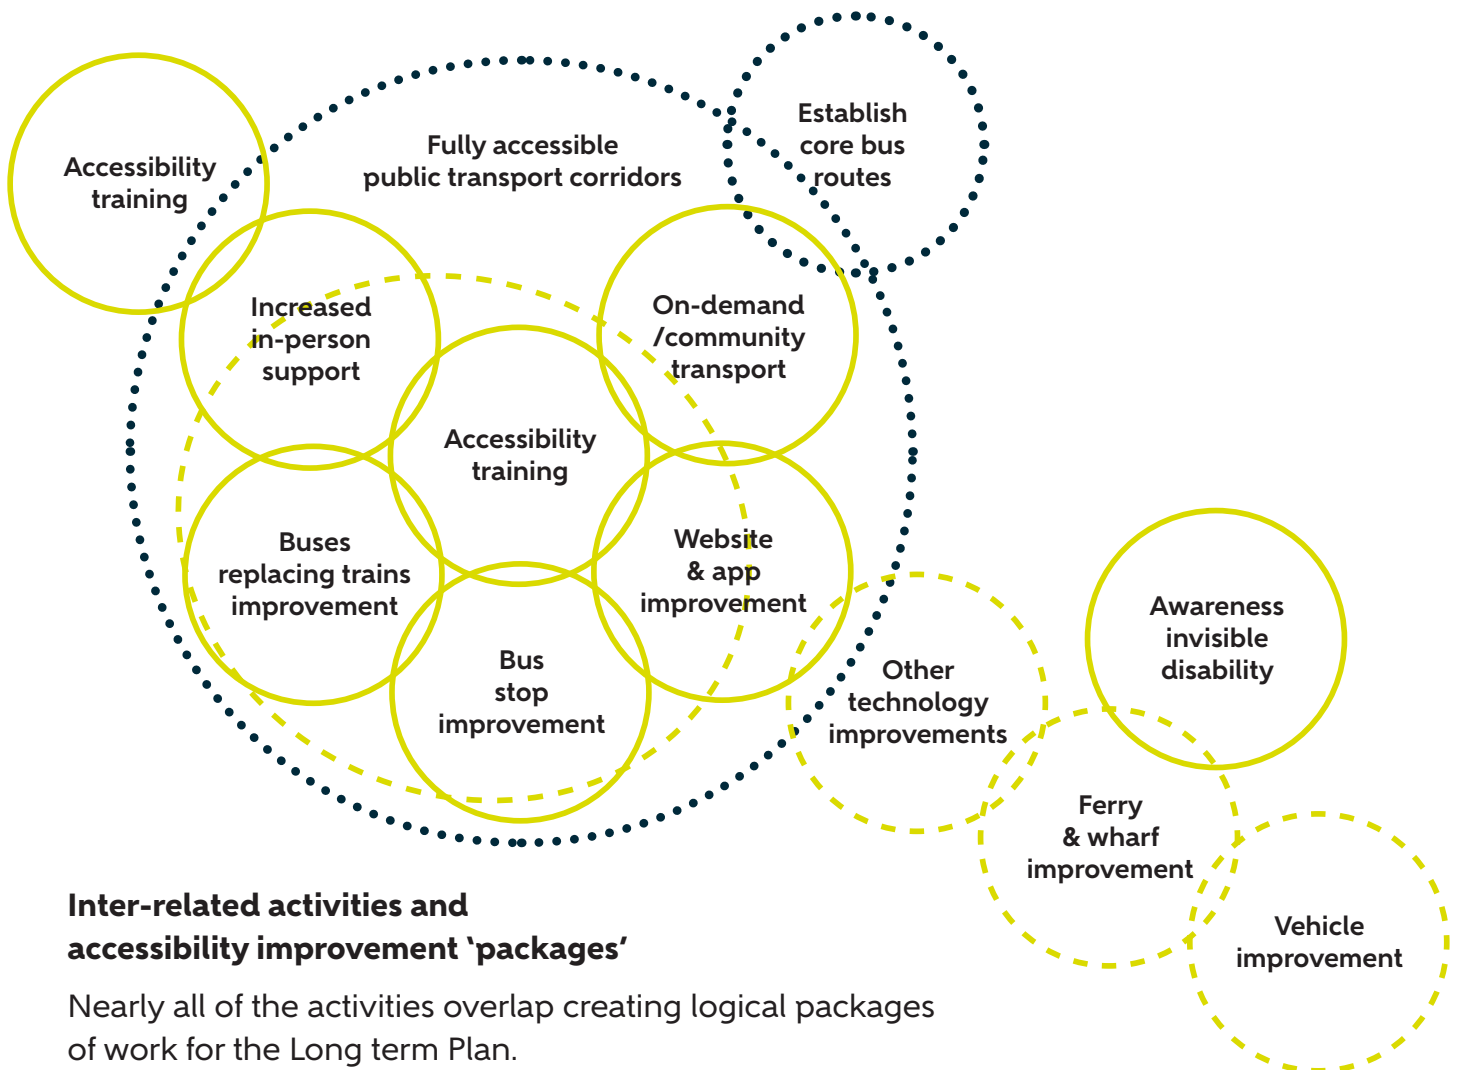 Establish
core bus
routes
Fully accessible
public transport corridors
Accessibility
training
Increased
in-person
support
On-demand
/community
transport
Accessibility
training
Buses
replacing trains
improvement
Website
& app
improvement
Bus
stop
improvement
Other
technology
improvements
Awareness
invisible
disability
Ferry
& wharf
improvement
Vehicle
improvement
Inter-related activities and
accessibility improvement ‘packages’
Nearly all of the activities overlap creating logical packages
of work for the Long term Plan.